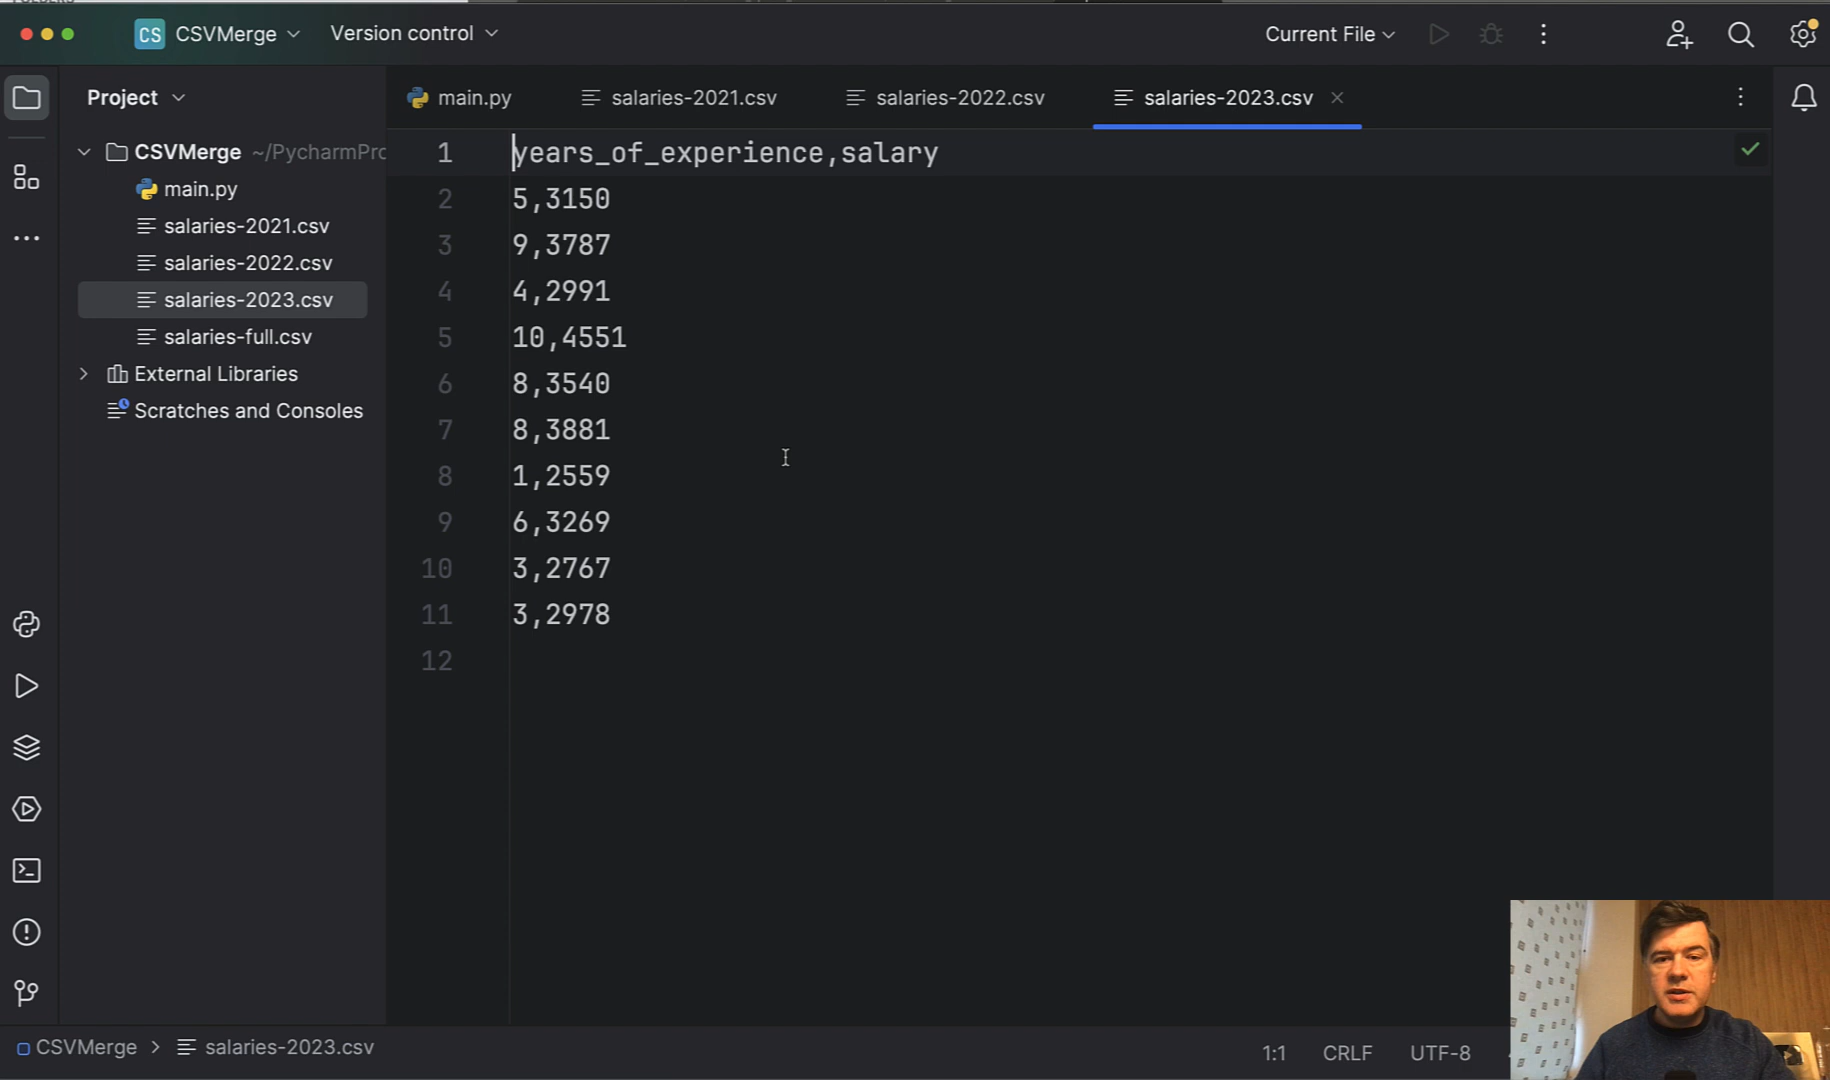 CS CSVMerge Version control Current File
Project
main.py salaries-2021.csv salaries-2022.csv salaries-2023.csv
CSVMerge ~/PycharmPro
main.py
salaries-2021.csv
salaries-2022.csv
salaries-2023.csv
salaries-full.csv
External Libraries
Scratches and Consoles
1 years_of_experience,salary
2 5,3150
3 9,3787
4 4,2991
5 10,4551
6 8,3540
7 8,3881
8 1,2559
9 6,3269
10 3,2767
11 3,2978
12
CSVMerge > salaries-2023.csv
1:1 CRLF UTF-8